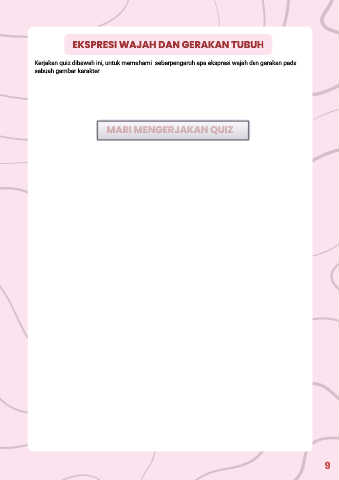 EKSPRESI WAJAH DAN GERAKAN TUBUH
Kerjakan quiz dibawah ini, untuk memahami seberpengaruh apa ekspresi wajah dan gerakan pada
sebuah gambar karakter
MARI MENGERJAKAN QUIZ
9